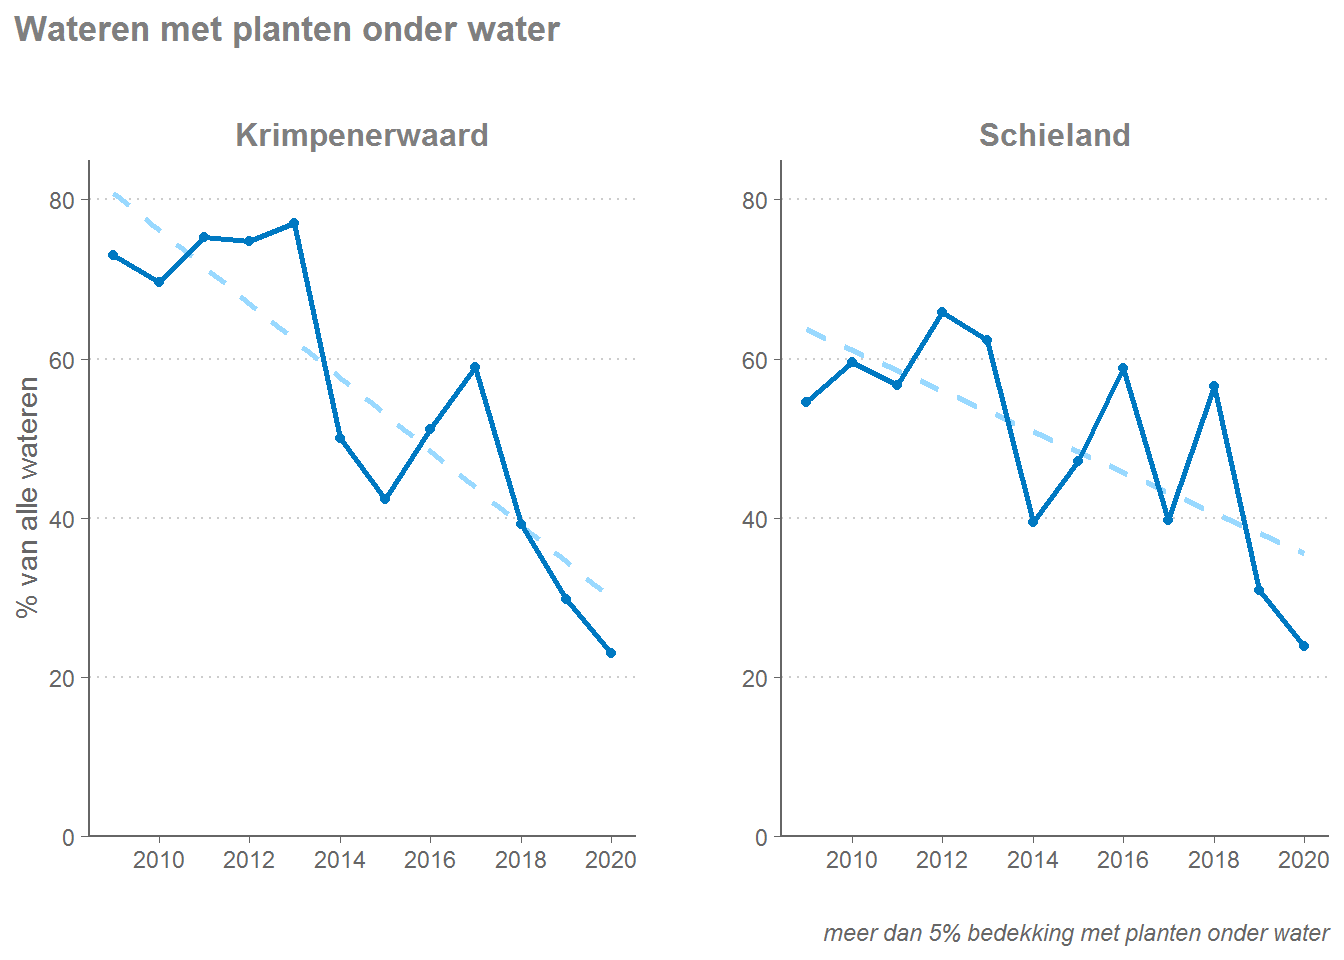 Wateren met planten onder water
Krimpenerwaard
Schieland
% van alle wateren
80
60
40
20
0
2010 2012 2014 2016 2018 2020
80
60
40
20
0
2010 2012 2014 2016 2018 2020
meer dan 5% bedekking met planten onder water